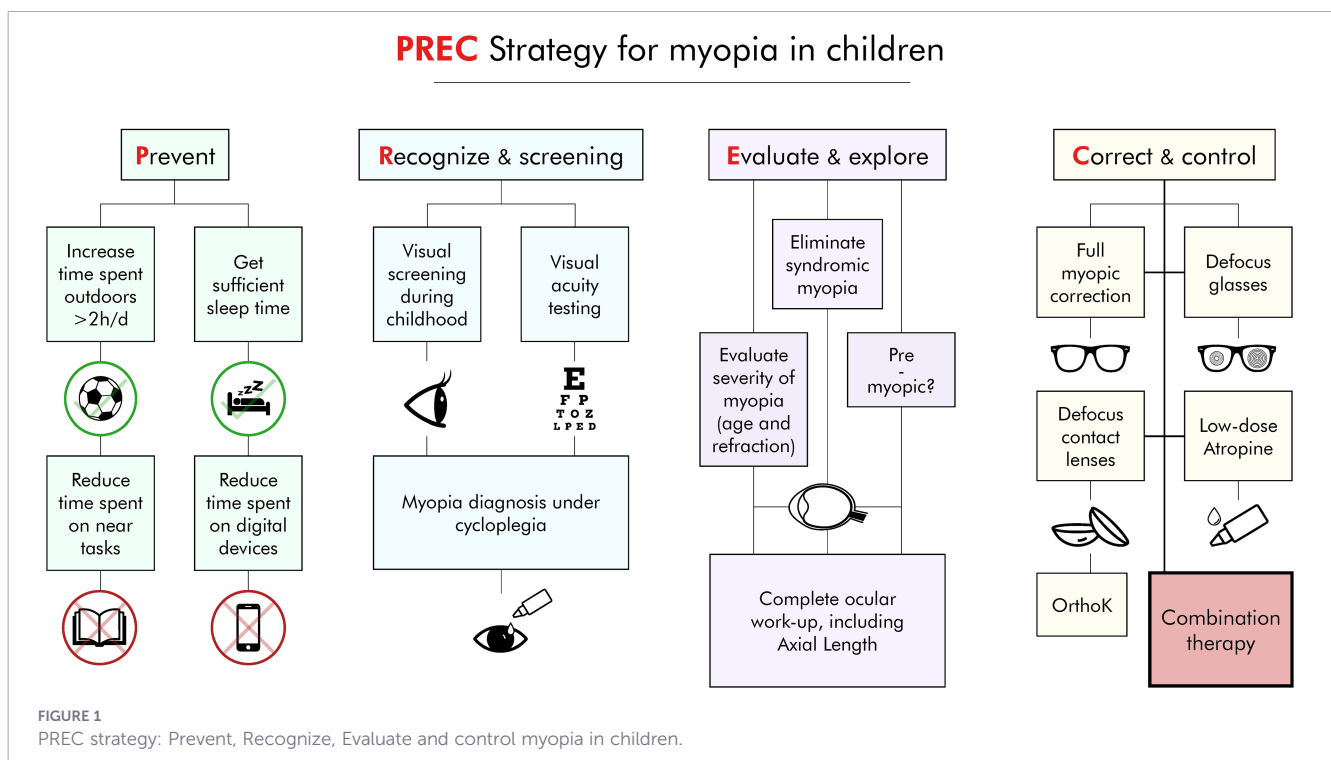 PREC Strategy for myopia in children
Prevent
Increase
time spent
outdoors
>2h/d
Get
sufficient
sleep time
zzZ
Reduce
time spent
on near
tasks
Reduce
time spent
on digital
devices
Recognize & screening
Visual
screening
during
childhood
Visual
acuity
testing
E
F P
T O Z
L P E D
Myopia diagnosis under
cycloplegia
Evaluate & explore
Eliminate
syndromic
myopia
Evaluate
severity of
myopia
(age and
refraction)
Pre
-
myopic?
Complete ocular
work-up, including
Axial Length
Correct & control
Full
myopic
correction
Defocus
glasses
Defocus
contact
lenses
Low-dose
Atropine
OrthoK
Combination
therapy
FIGURE 1
PREC strategy: Prevent, Recognize, Evaluate and control myopia in children.